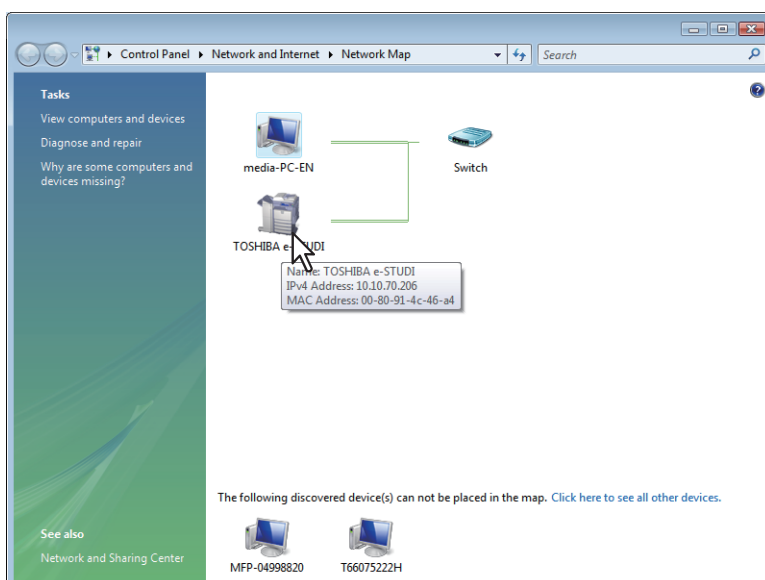 Control Panel ▸ Network and Internet ▸ Network Map
Search
Tasks
View computers and devices
Diagnose and repair
Why are some computers and
devices missing?
media-PC-EN
Switch
TOSHIBA e-STUDI
Name: TOSHIBA e-STUDI
IPv4 Address: 10.10.70.206
MAC Address: 00-80-91-4c-46-a4
The following discovered device(s) can not be placed in the map. Click here to see all other devices.
MFP-04998820
T66075222H
See also
Network and Sharing Center